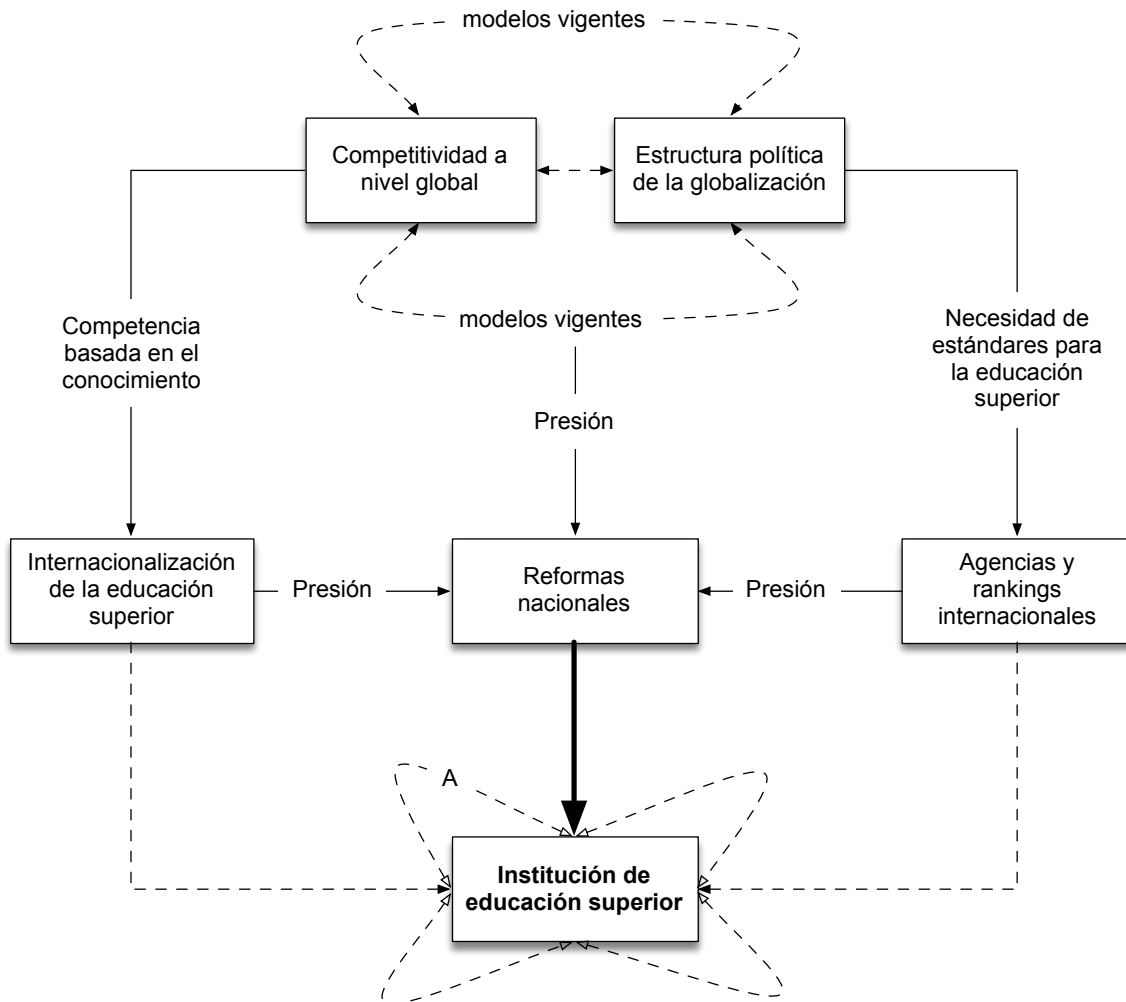 modelos vigentes
Competitividad a
nivel global
Estructura política
de la globalización
modelos vigentes
Competencia
basada en el
conocimiento
Necesidad de
estándares para
la educación
superior
Presión
Internacionalización
de la educación
superior
Presión
Reformas
nacionales
Presión
Agencias y
rankings
internacionales
A
Institución de
educación superior